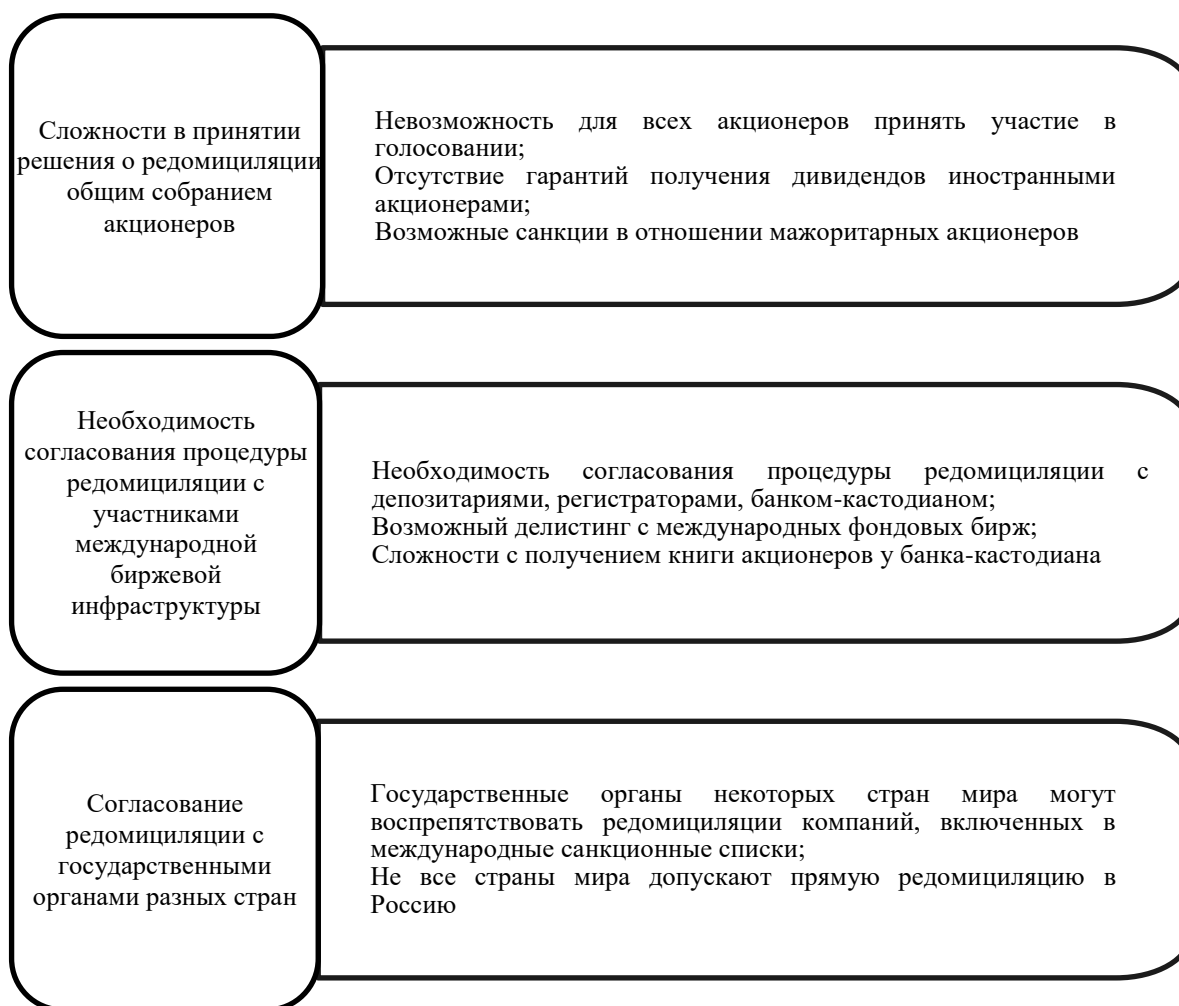 Сложности в принятии
решения о редомициляции
общим собранием
акционеров
Невозможность для всех акционеров принять участие в
голосовании;
Отсутствие гарантий получения дивидендов иностранными
акционерами;
Возможные санкции в отношении мажоритарных акционеров
Необходимость
согласования процедуры
редомициляции с
участниками
международной
биржевой
инфраструктуры
Необходимость согласования процедуры редомициляции с
депозитариями, регистраторами, банком-кастодианом;
Возможный делистинг с международных фондовых бирж;
Сложности с получением книги акционеров у банка-кастодиана
Согласование
редомициляции с
государственными
органами разных стран
Государственные органы некоторых стран мира могут
воспрепятствовать редомициляции компаний, включенных в
международные санкционные списки;
Не все страны мира допускают прямую редомициляцию в
Россию